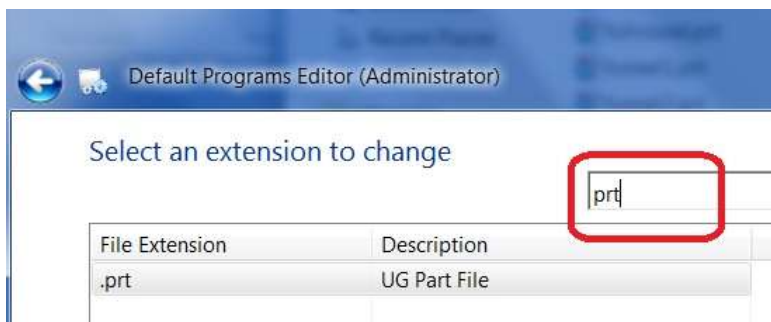 Default Programs Editor (Administrator)
Select an extension to change
prt
File Extension Description
.prt UG Part File